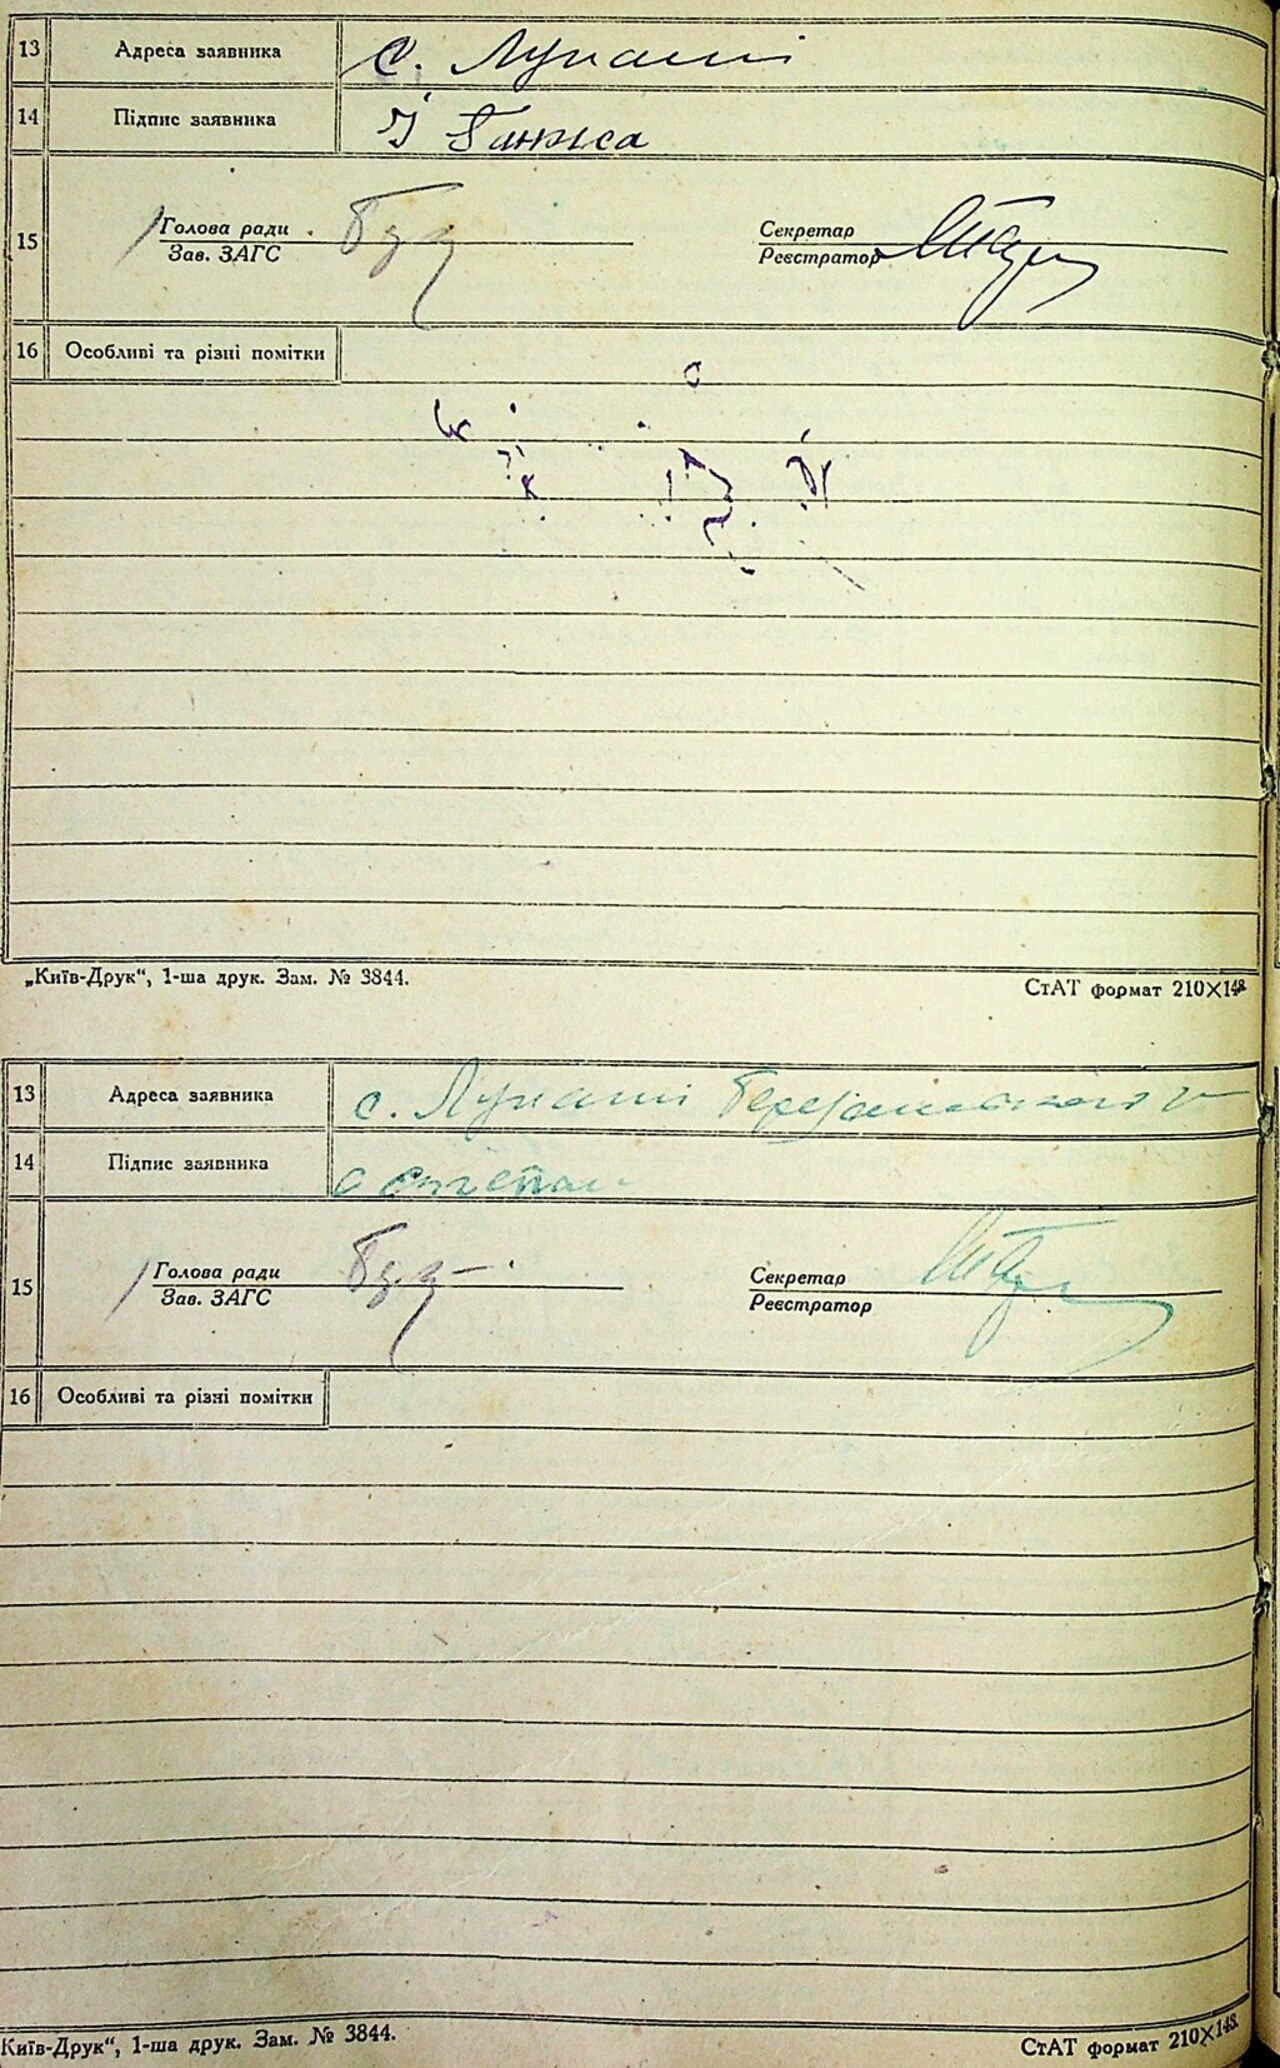 13 Адреса заявника с. Лукаші
14 Підпис заявника
15 Голова ради Секретар
Зав. ЗАГС Реєстратор
16 Особливі та різні помітки
„Київ-Друк“, 1-ша друк. Зам. № 3844. СтАТ формат 210×148
13 Адреса заявника с. Лукаші
14 Підпис заявника
15 Голова ради Секретар
Зав. ЗАГС Реєстратор
16 Особливі та різні помітки
Київ-Друк“, 1-ша друк. Зам. № 3844. СтАТ формат 210×148.